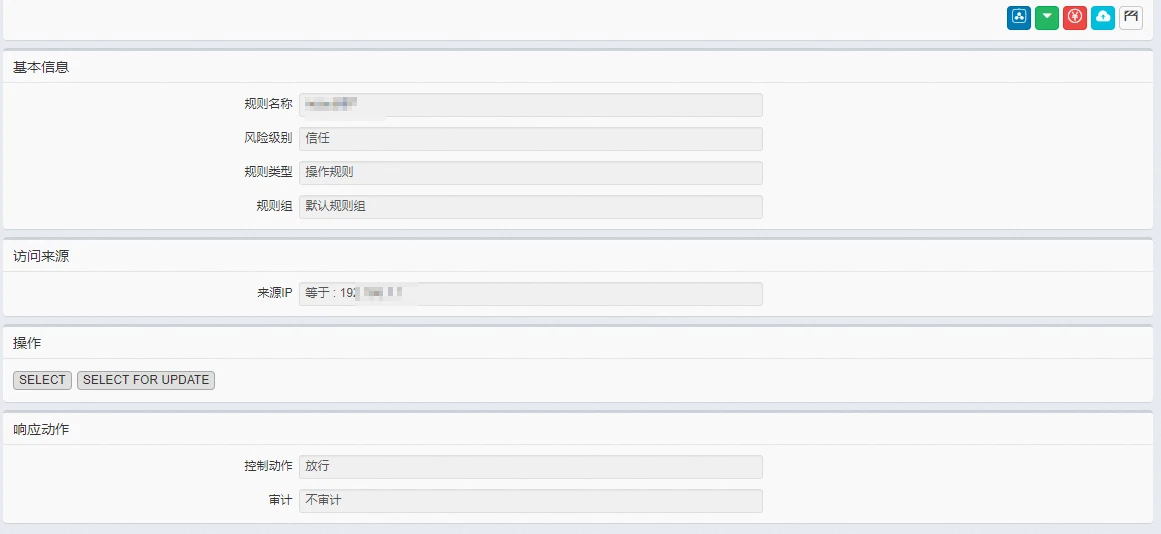 基本信息
规则名称
风险级别 信任
规则类型 操作规则
规则组 默认规则组
访问来源
来源IP 等于 : 192
操作
SELECT SELECT FOR UPDATE
响应动作
控制动作 放行
审计 不审计